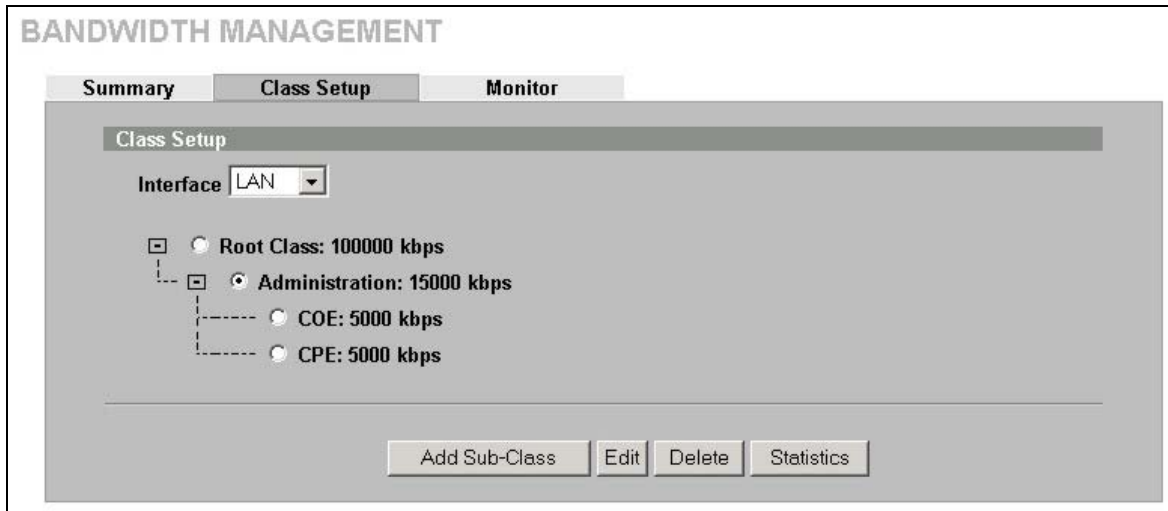 BANDWIDTH MANAGEMENT
Summary Class Setup Monitor
Class Setup
Interface LAN
Root Class: 100000 kbps
Administration: 15000 kbps
COE: 5000 kbps
CPE: 5000 kbps
Add Sub-Class Edit Delete Statistics